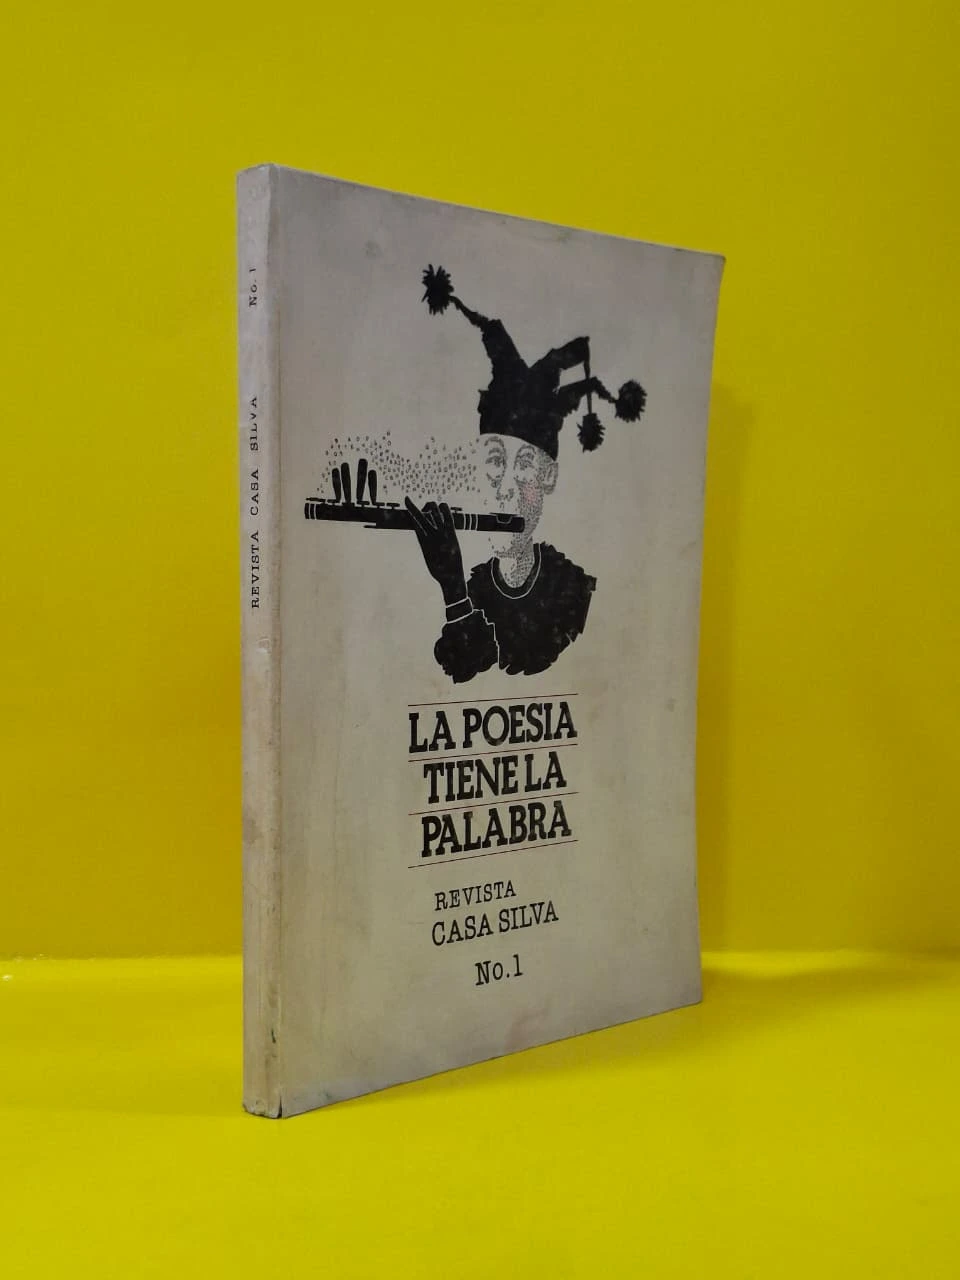 REVISTA CASA SILVA No. 1
LA POESIA
TIENE LA
PALABRA
REVISTA
CASA SILVA
No.1